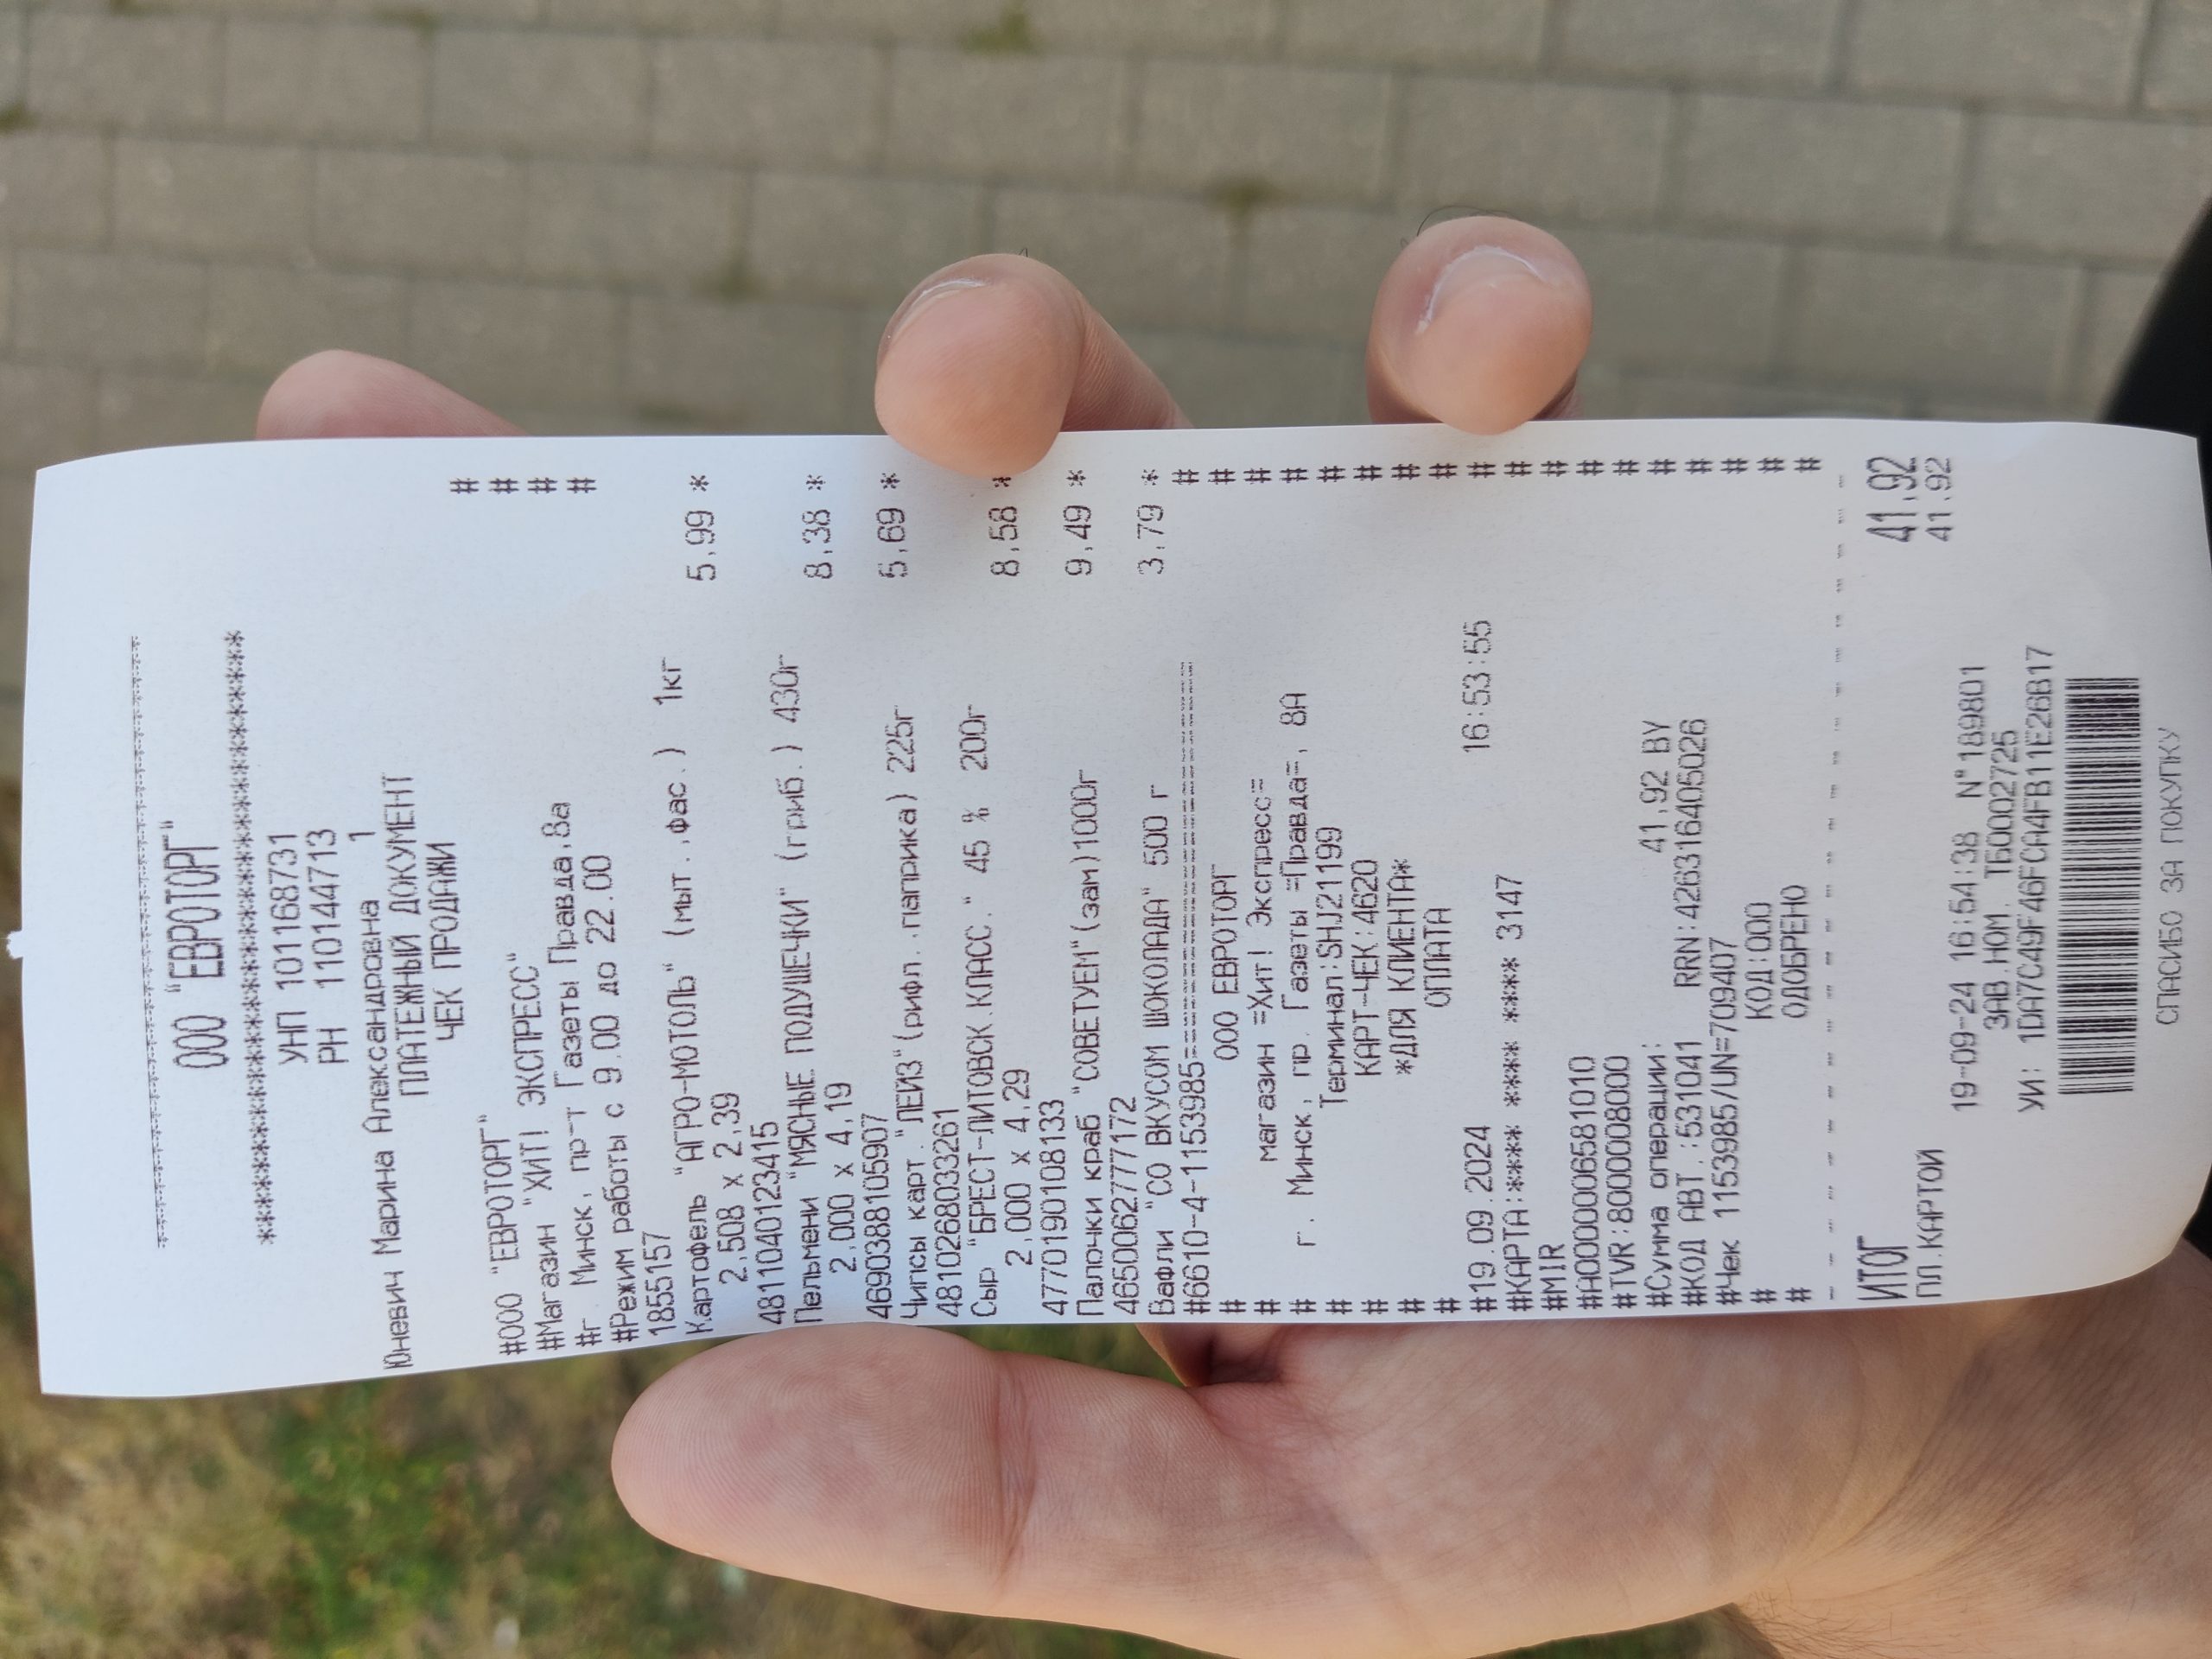 ООО "ЕВРОТОРГ"
********************************
УНП 101168731
РН 110144713
Юневич Марина Александровна 1
ПЛАТЕЖНЫЙ ДОКУМЕНТ
ЧЕК ПРОДАЖИ
#ООО "ЕВРОТОРГ" #
#Магазин "ХИТ! ЭКСПРЕСС" #
#г. Минск, пр-т Газеты Правда,8а #
#Режим работы с 9.00 до 22.00 #
1855157
Картофель "АГРО-МОТОЛЬ" (мыт.,фас.) 1кг
2,508 x 2,39 5,99 *
4811040123415
Пельмени "МЯСНЫЕ ПОДУШЕЧКИ" (гриб.) 430г
2,000 x 4,19 8,38 *
4690388105907
Чипсы карт."ЛЕЙЗ"(рифл.,паприка) 225г 5,69 *
4810268033261
Сыр "БРЕСТ-ЛИТОВСК.КЛАСС." 45 % 200г
2,000 x 4,29 8,58 *
4770190108133
Палочки краб "СОВЕТУЕМ"(зам)1000г 9,49 *
4650062777172
Вафли "СО ВКУСОМ ШОКОЛАДА" 500 г 3,79 *
#6610-4-1153985==================== #
# ООО ЕВРОТОРГ #
# магазин =Хит! Экспресс= #
# г. Минск, пр. Газеты =Правда=, 8А #
# Терминал:SHJ21199 #
# КАРТ-ЧЕК:4620 #
# *ДЛЯ КЛИЕНТА* #
# ОПЛАТА #
#19.09.2024 16:53:55 #
#КАРТА:**** **** **** 3147 #
#MIR #
#A0000006581010 #
#TVR:8000008000 #
#Сумма операции: 41,92 BY #
#КОД АВТ.:531041 RRN:426316405026 #
#Чек 1153985/UN=709407 #
# КОД:000 #
# ОДОБРЕНО #
ИТОГ 41,92
ПЛ.КАРТОЙ 41,92
19-09-24 16:54:38 N°189801
ЗАВ.НОМ. ТБ0002725
УИ: 1DA7C49F46FCA4FB11E26B17
СПАСИБО ЗА ПОКУПКУ